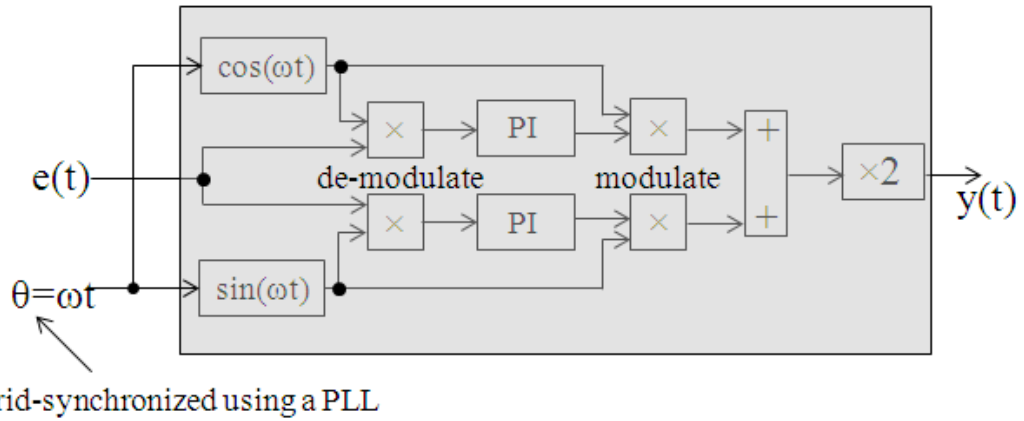 cos(ωt)
×
PI
×
+
e(t)
de-modulate
modulate
×2
y(t)
×
PI
×
+
θ=ωt
sin(ωt)
rid-synchronized using a PLL